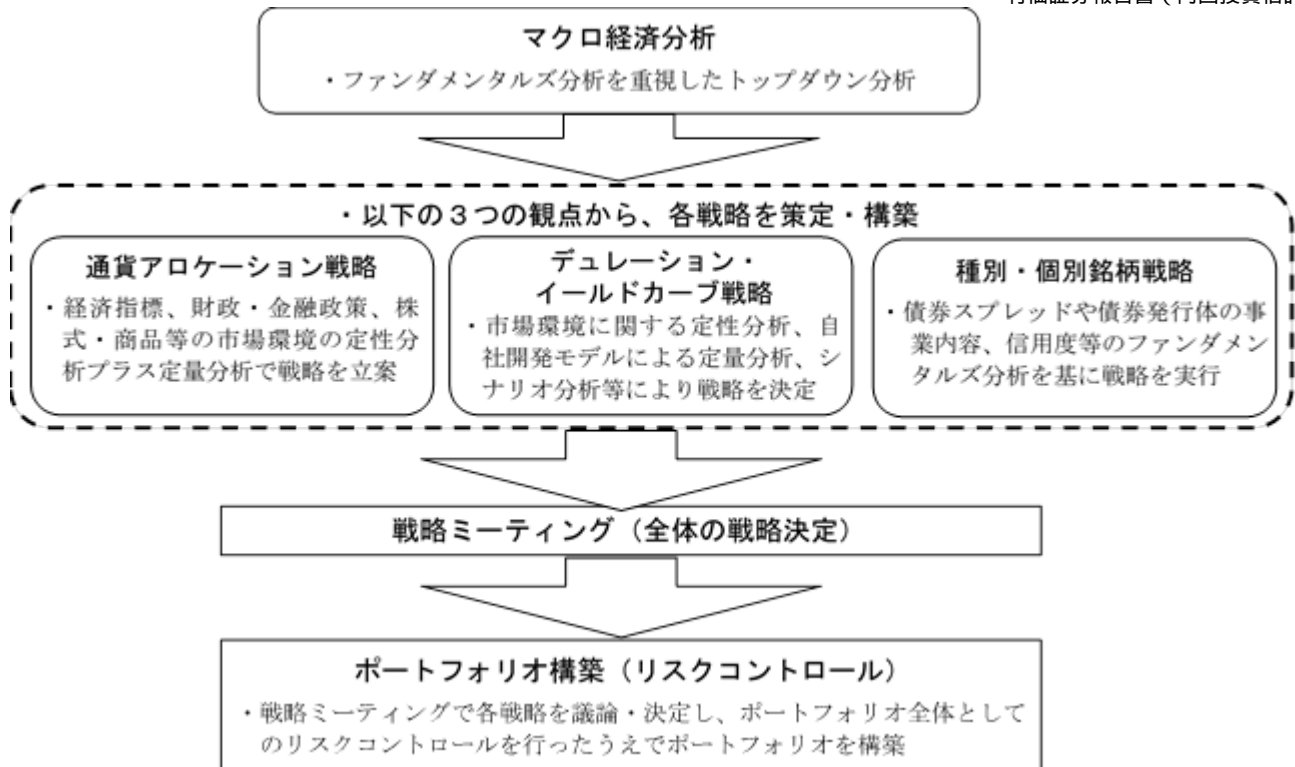 マクロ経済分析
・ファンダメンタルズ分析を重視したトップダウン分析
・以下の３つの観点から、各戦略を策定・構築
通貨アロケーション戦略
・経済指標、財政・金融政策、株
式・商品等の市場環境の定性分
析プラス定量分析で戦略を立案
デュレーション・
イールドカーブ戦略
・市場環境に関する定性分析、自
社開発モデルによる定量分析、シ
ナリオ分析等により戦略を決定
種別・個別銘柄戦略
・債券スプレッドや債券発行体の事
業内容、信用度等のファンダメン
タルズ分析を基に戦略を実行
戦略ミーティング（全体の戦略決定）
ポートフォリオ構築（リスクコントロール）
・戦略ミーティングで各戦略を議論・決定し、ポートフォリオ全体として
のリスクコントロールを行ったうえでポートフォリオを構築